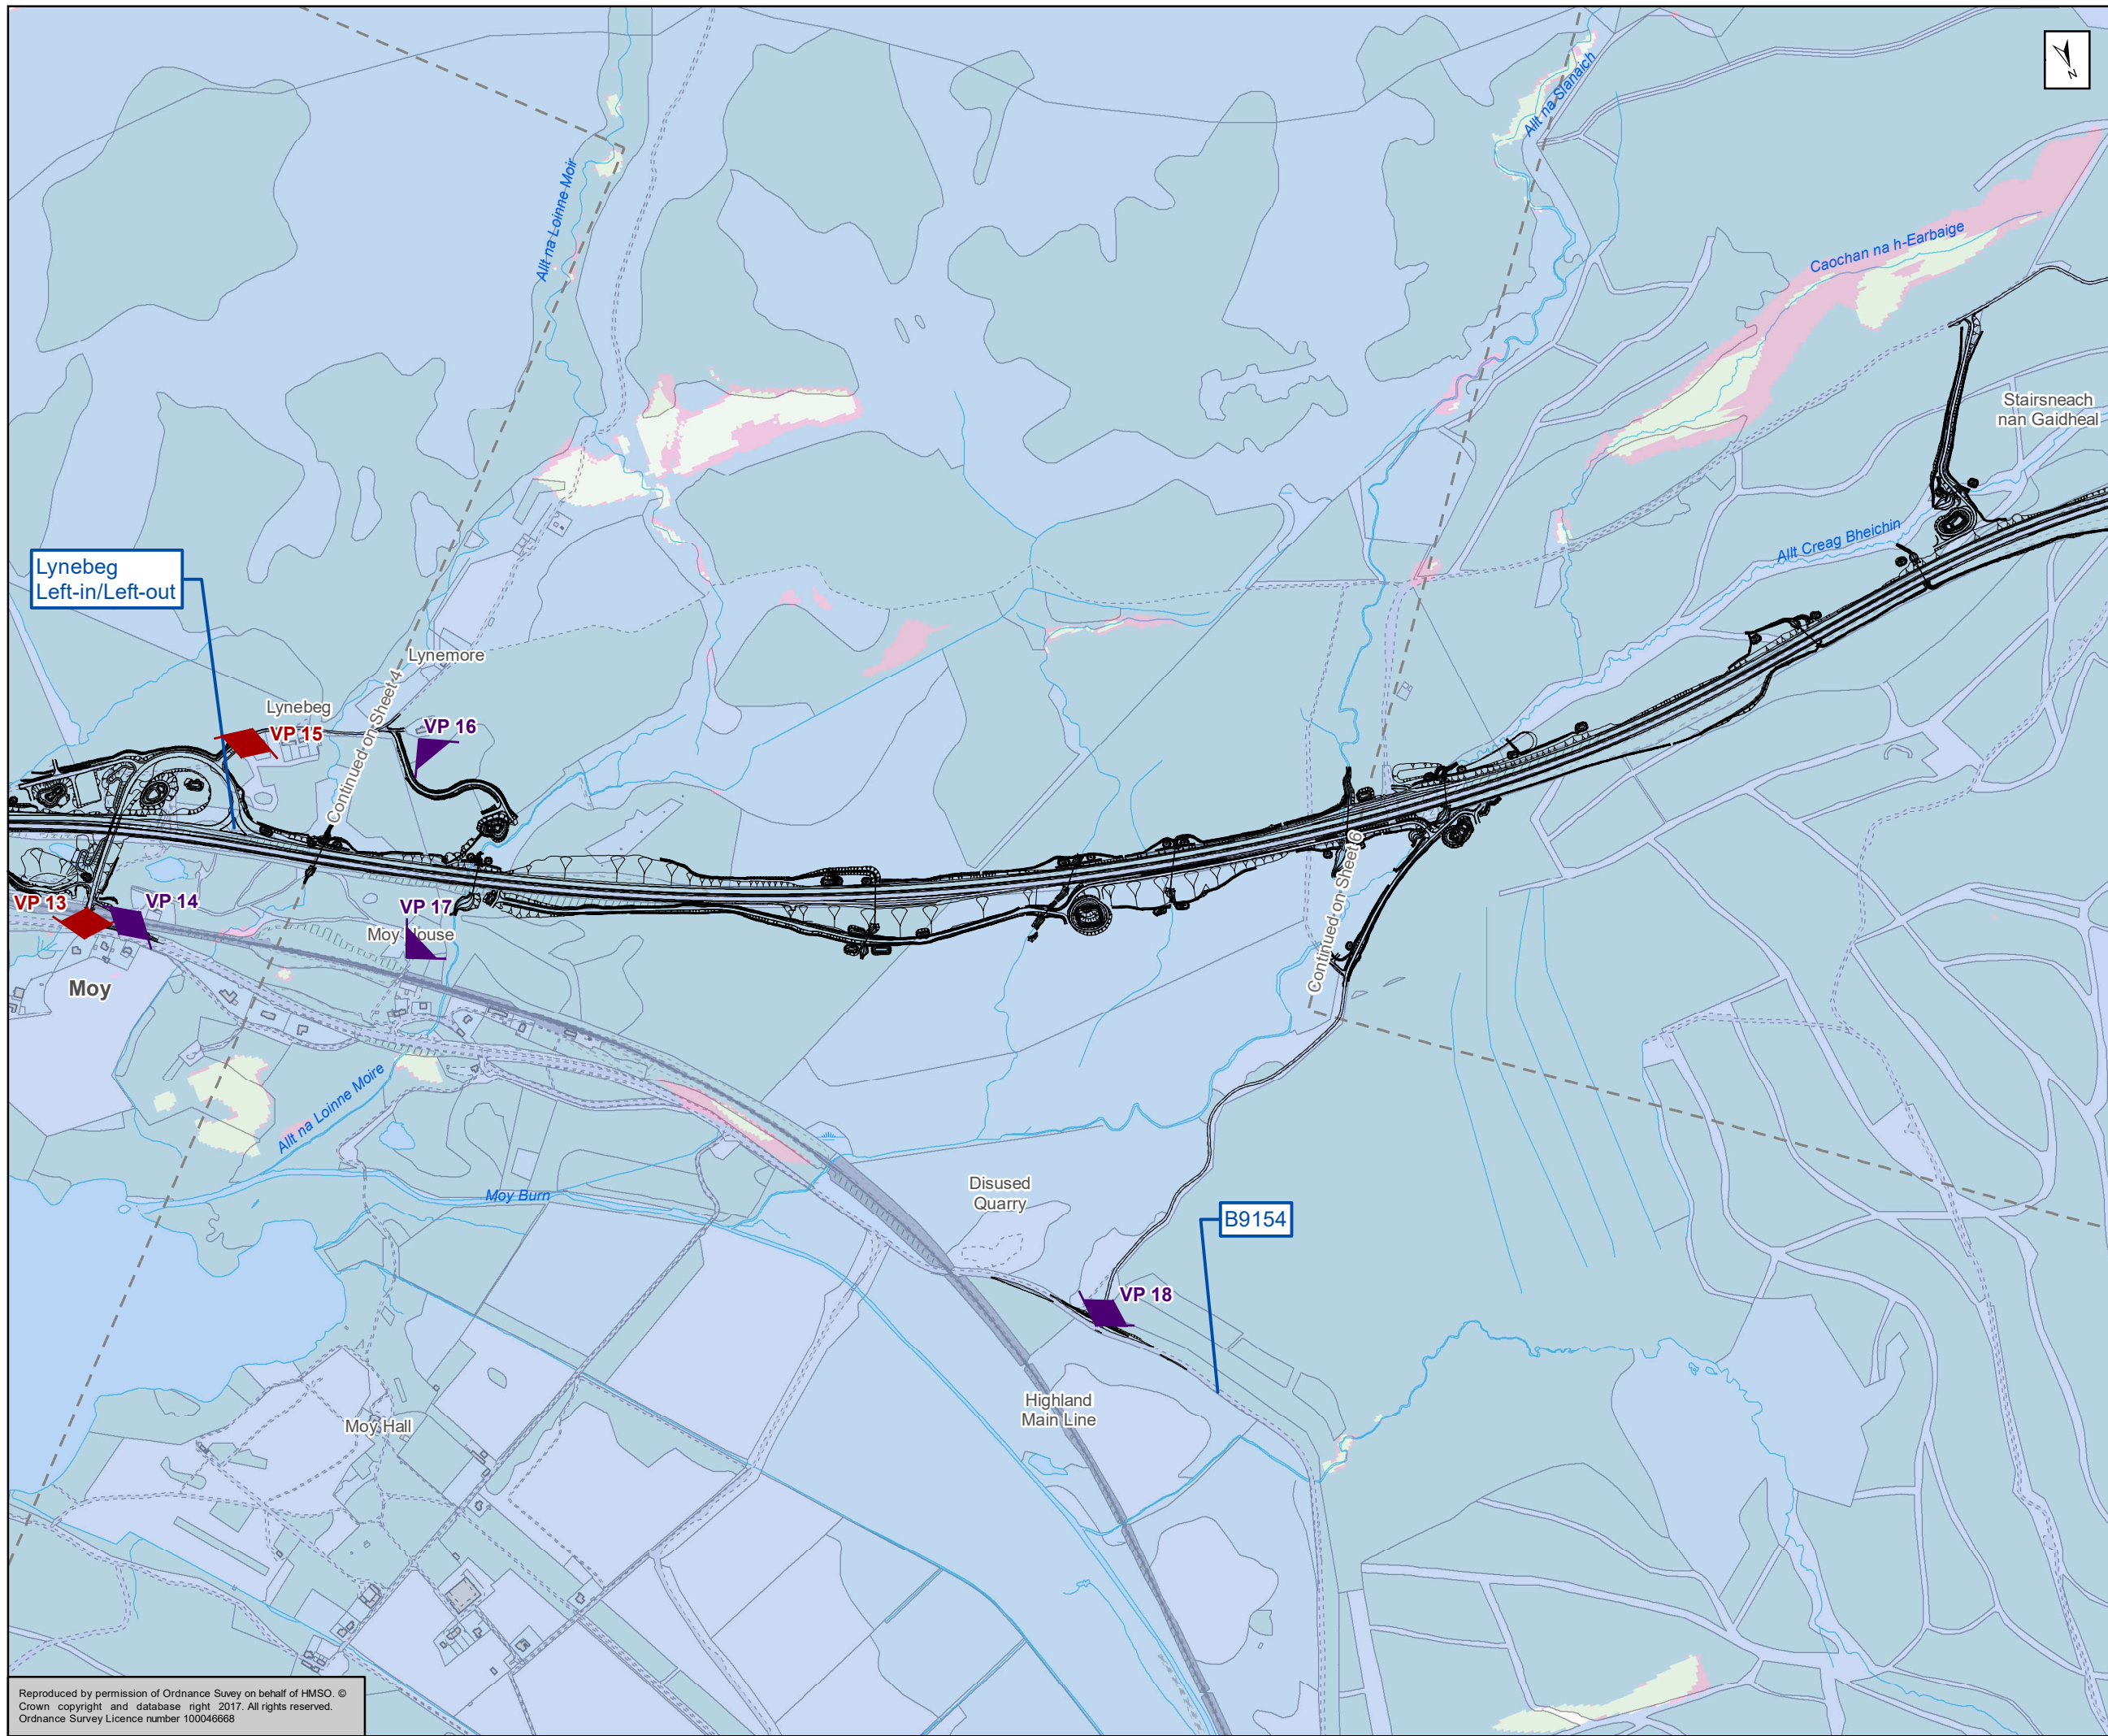 N
Allt na Slanaich
Allt na Loinne Moir
Caochan na h-Earbaige
Stairsneach
nan Gaidheal
Allt Creag Bheichin
Lynebeg
Left-in/Left-out
Lynemore
Lynebeg
VP 15
VP 16
Continued on Sheet 4
VP 13
VP 14
VP 17
Moy House
Continued on Sheet 6
Moy
Allt na Loinne Moire
Moy Burn
Disused
Quarry
B9154
VP 18
Highland
Main Line
Moy Hall
Reproduced by permission of Ordnance Suvey on behalf of HMSO. ©
Crown copyright and database right 2017. All rights reserved.
Ordnance Survey Licence number 100046668